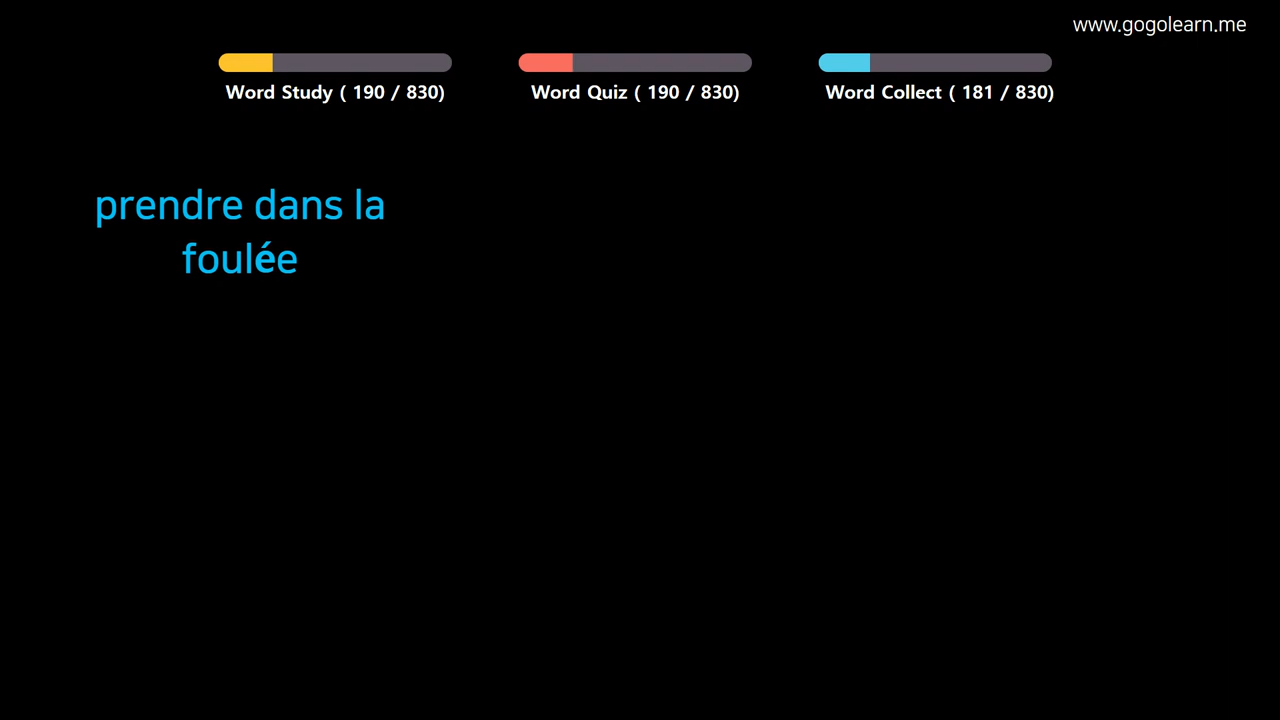 www.gogolearn.me
Word Study ( 190 / 830)
Word Quiz ( 190 / 830)
Word Collect ( 181 / 830)
prendre dans la
foulée